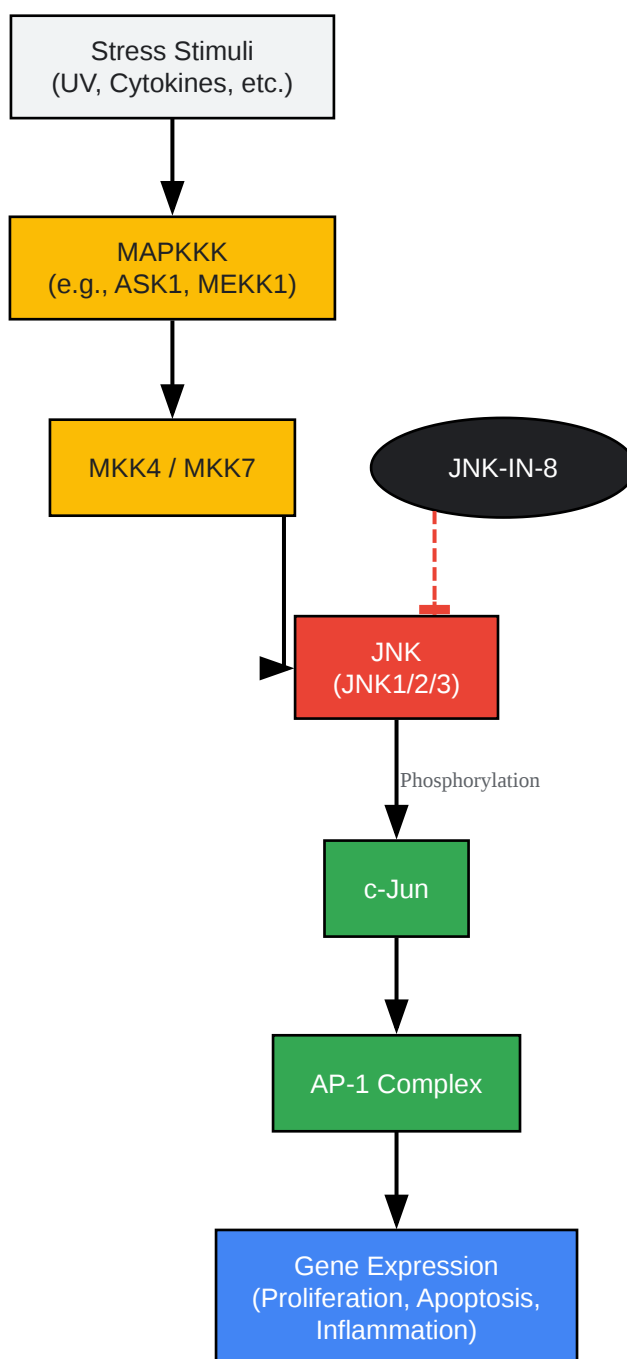 Stress Stimuli
(UV, Cytokines, etc.)
MAPKKK
(e.g., ASK1, MEKK1)
MKK4 / MKK7
JNK-IN-8
JNK
(JNK1/2/3)
Phosphorylation
c-Jun
AP-1 Complex
Gene Expression
(Proliferation, Apoptosis,
Inflammation)